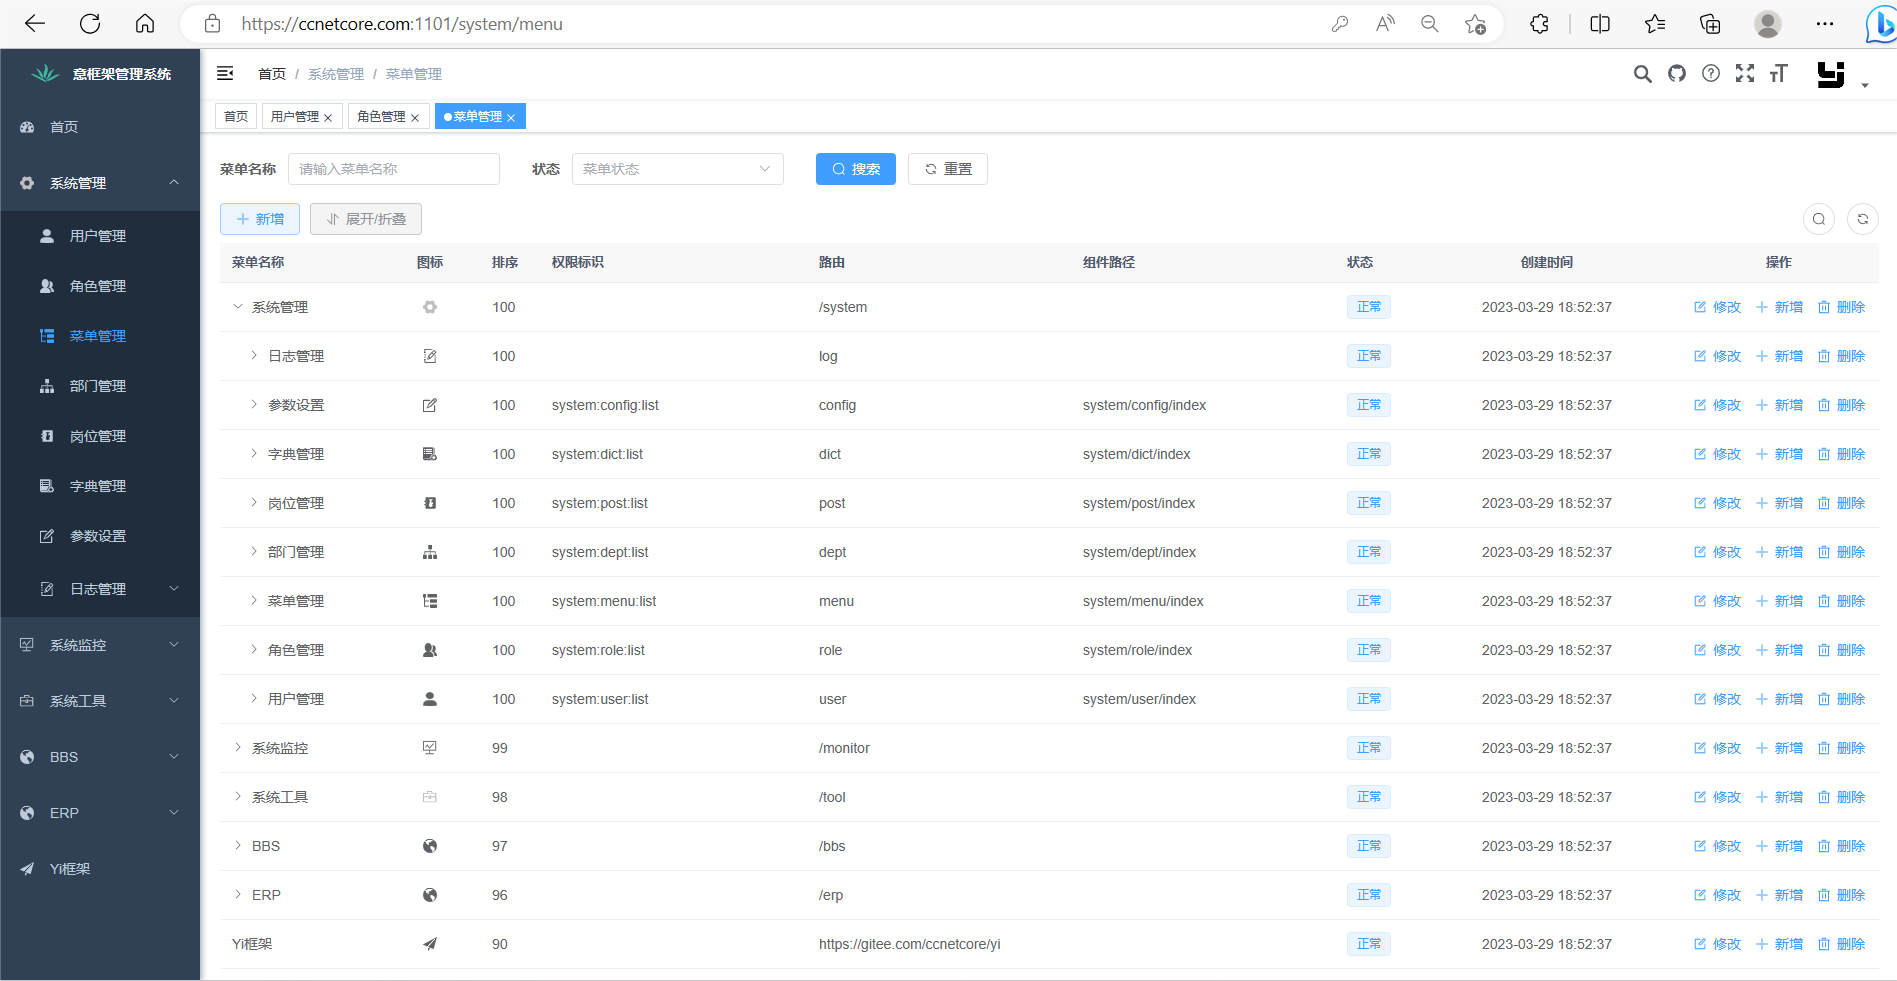 https://ccnetcore.com:1101/system/menu
意框架管理系统
首页 / 系统管理 / 菜单管理
首页 用户管理 × 角色管理 × 菜单管理 ×
首页
系统管理
用户管理
角色管理
菜单管理
部门管理
岗位管理
字典管理
参数设置
日志管理
系统监控
系统工具
BBS
ERP
Yi框架
菜单名称 请输入菜单名称 状态 菜单状态 搜索 重置
新增 展开/折叠
菜单名称 图标 排序 权限标识 路由 组件路径 状态 创建时间 操作
系统管理 100 /system 正常 2023-03-29 18:52:37 修改 新增 删除
日志管理 100 log 正常 2023-03-29 18:52:37 修改 新增 删除
参数设置 100 system:config:list config system/config/index 正常 2023-03-29 18:52:37 修改 新增 删除
字典管理 100 system:dict:list dict system/dict/index 正常 2023-03-29 18:52:37 修改 新增 删除
岗位管理 100 system:post:list post system/post/index 正常 2023-03-29 18:52:37 修改 新增 删除
部门管理 100 system:dept:list dept system/dept/index 正常 2023-03-29 18:52:37 修改 新增 删除
菜单管理 100 system:menu:list menu system/menu/index 正常 2023-03-29 18:52:37 修改 新增 删除
角色管理 100 system:role:list role system/role/index 正常 2023-03-29 18:52:37 修改 新增 删除
用户管理 100 system:user:list user system/user/index 正常 2023-03-29 18:52:37 修改 新增 删除
系统监控 99 /monitor 正常 2023-03-29 18:52:37 修改 新增 删除
系统工具 98 /tool 正常 2023-03-29 18:52:37 修改 新增 删除
BBS 97 /bbs 正常 2023-03-29 18:52:37 修改 新增 删除
ERP 96 /erp 正常 2023-03-29 18:52:37 修改 新增 删除
Yi框架 90 https://gitee.com/ccnetcore/yi 正常 2023-03-29 18:52:37 修改 新增 删除